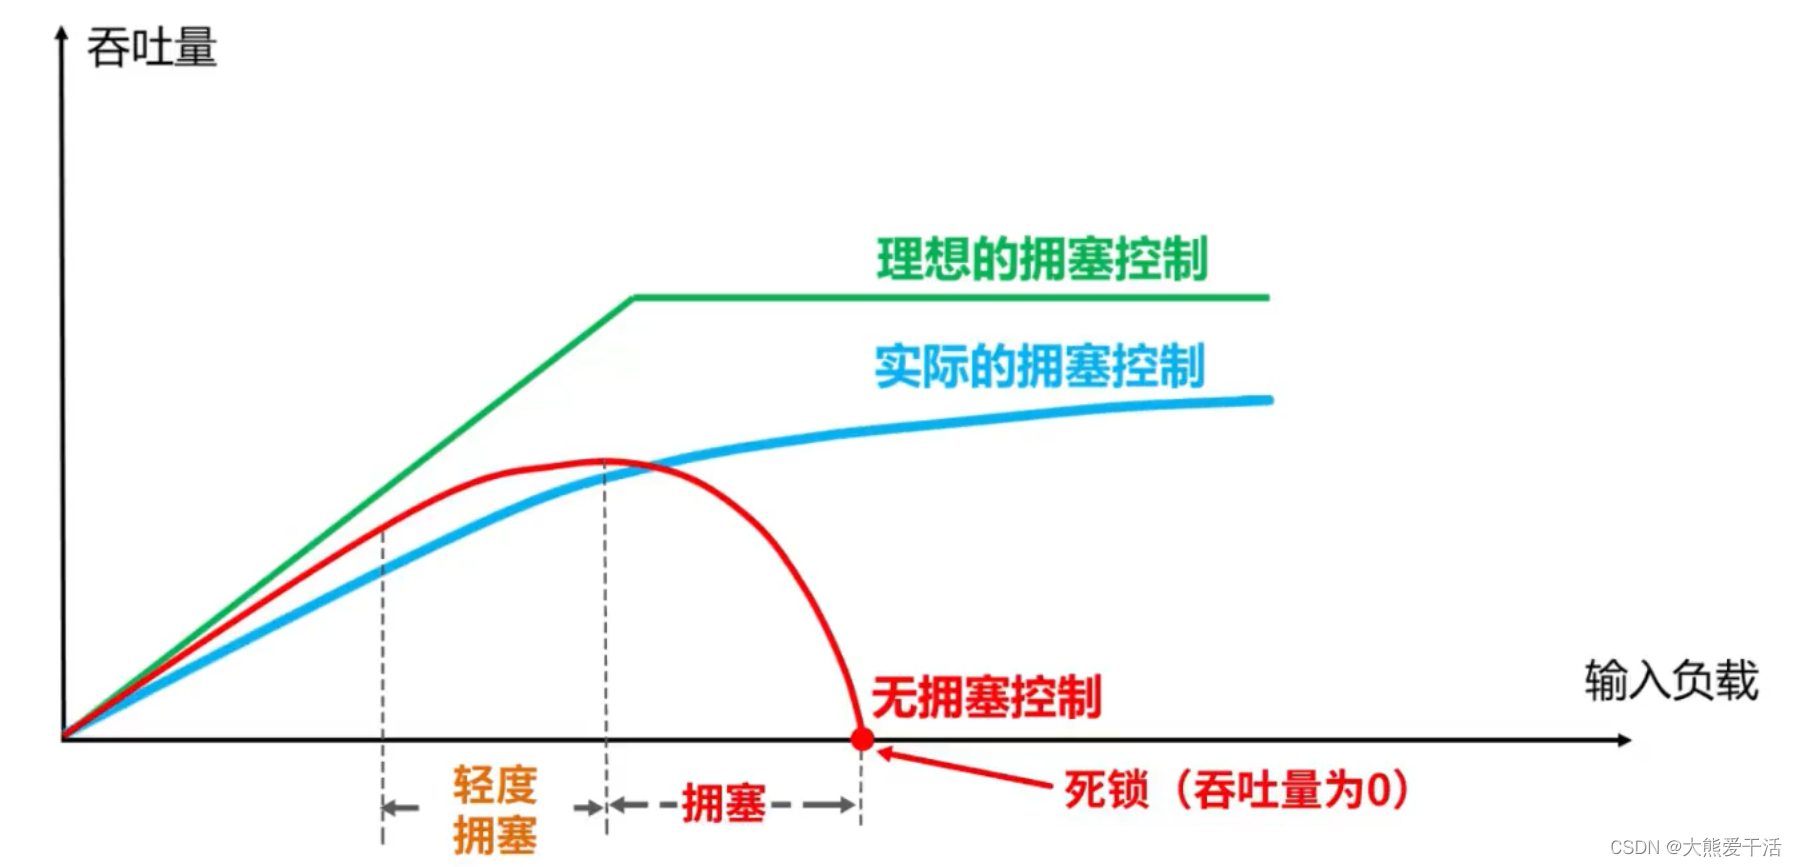 吞吐量
理想的拥塞控制
实际的拥塞控制
输入负载
无拥塞控制
轻度
拥塞
拥塞
死锁（吞吐量为0）
CSDN @大熊爱干活